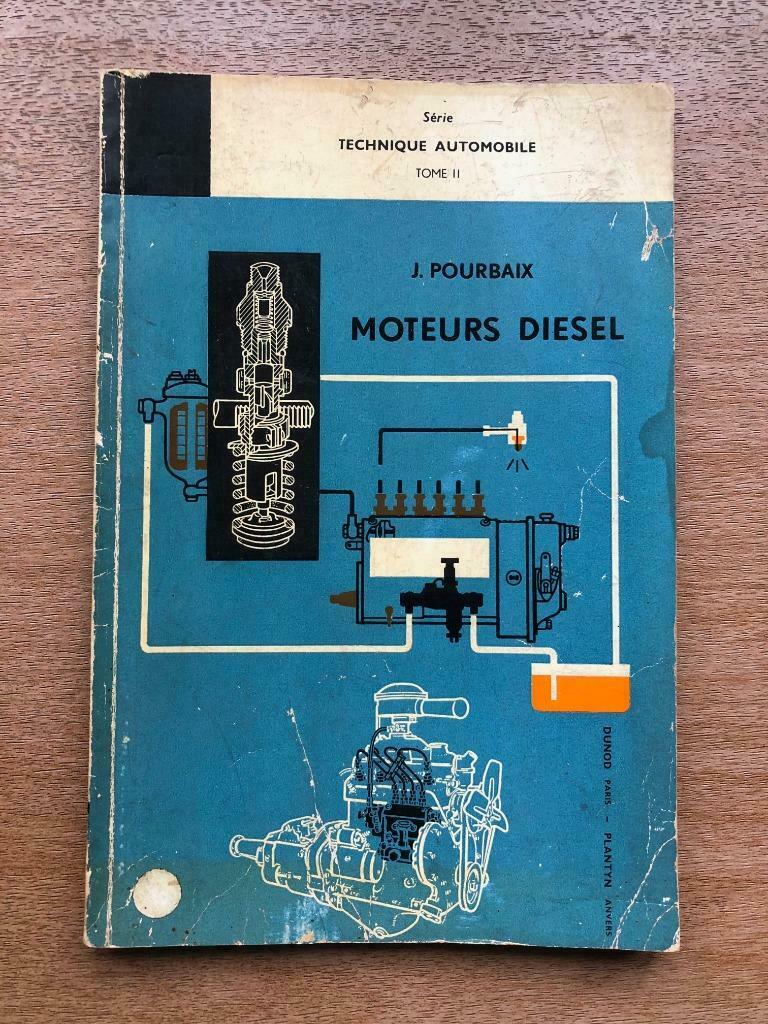 Série
TECHNIQUE AUTOMOBILE
TOME II
J. POURBAIX
MOTEURS DIESEL
DUNOD PARIS – PLANTYN ANVERS